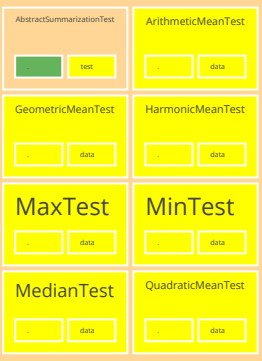 AbstractSummarizationTest
. test
ArithmeticMeanTest
. data
GeometricMeanTest
. data
HarmonicMeanTest
. data
MaxTest
. data
MinTest
. data
MedianTest
. data
QuadraticMeanTest
. data